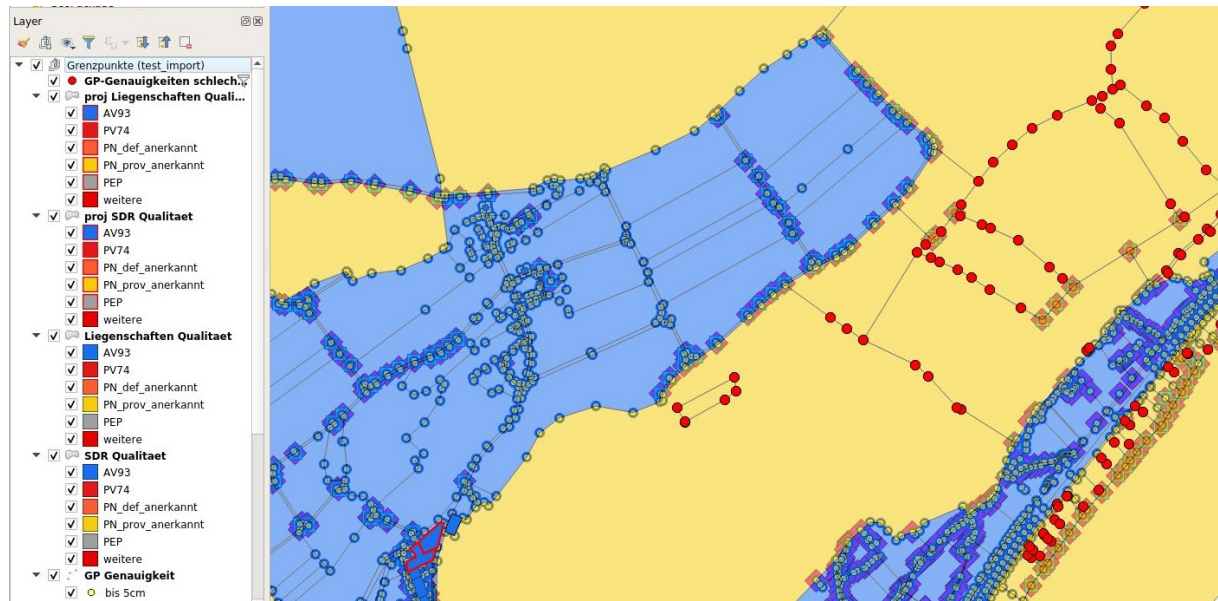 Layer
Grenzpunkte (test_import)
GP-Genauigkeiten schlech...
proj Liegenschaften Quali...
AV93
PV74
PN_def_anerkannt
PN_prov_anerkannt
PEP
weitere
proj SDR Qualitaet
AV93
PV74
PN_def_anerkannt
PN_prov_anerkannt
PEP
weitere
Liegenschaften Qualitaet
AV93
PV74
PN_def_anerkannt
PN_prov_anerkannt
PEP
weitere
SDR Qualitaet
AV93
PV74
PN_def_anerkannt
PN_prov_anerkannt
PEP
weitere
GP Genauigkeit
bis 5cm